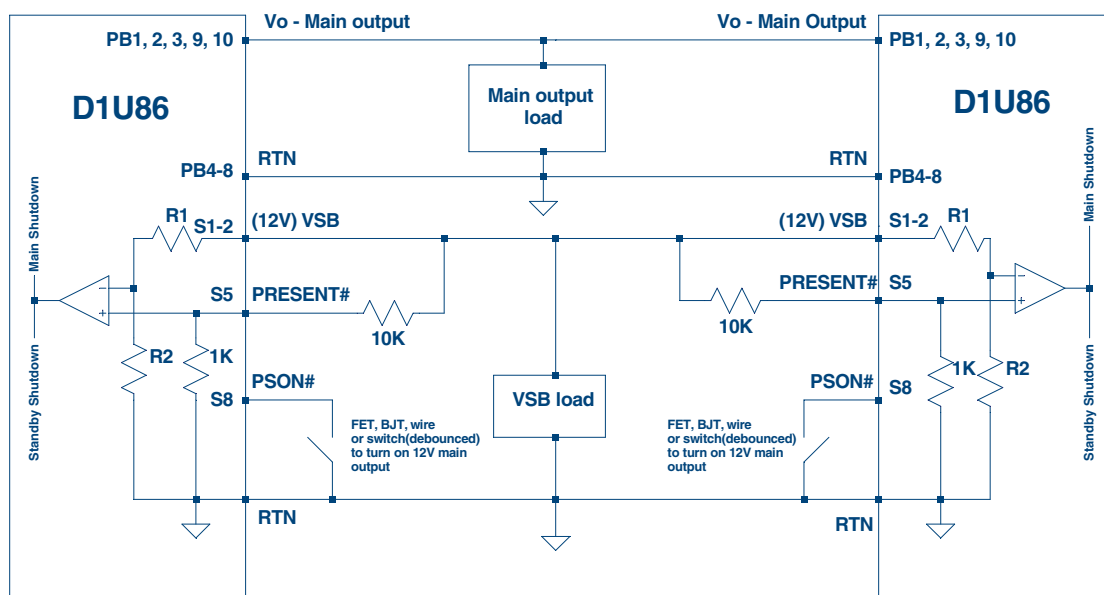 Vo - Main output
Vo - Main Output
PB1, 2, 3, 9, 10
PB1, 2, 3, 9, 10
D1U86
Main output
load
D1U86
RTN
RTN
PB4-8
PB4-8
Main Shutdown
Main Shutdown
R1
S1-2
(12V) VSB
(12V) VSB
S1-2
R1
S5
PRESENT#
PRESENT#
S5
10K
10K
R2
1K
1K
R2
Standby Shutdown
Standby Shutdown
S8
PSON#
VSB load
PSON#
S8
FET, BJT, wire
or switch(debounced)
to turn on 12V main
output
FET, BJT, wire
or switch(debounced)
to turn on 12V main
output
RTN
RTN